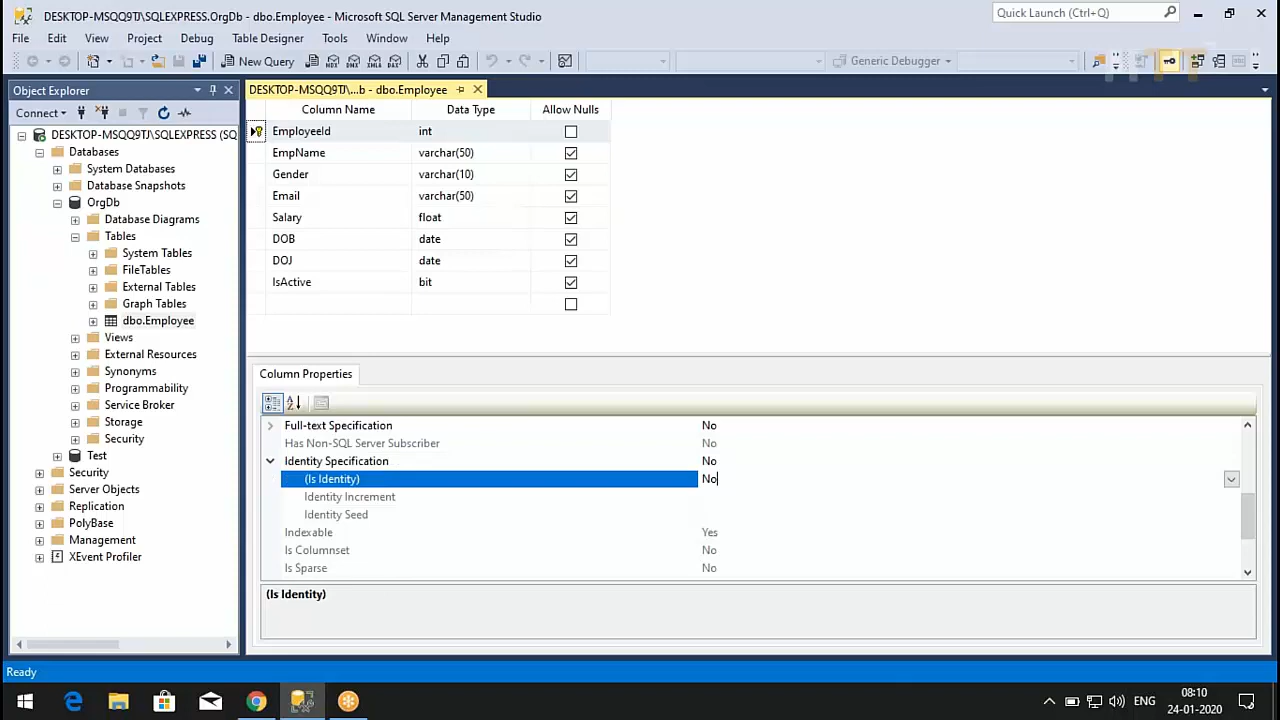 DESKTOP-MSQQ9TJ\SQLEXPRESS.OrgDb - dbo.Employee - Microsoft SQL Server Management Studio
Quick Launch (Ctrl+Q)
File Edit View Project Debug Table Designer Tools Window Help
New Query
MDX DMX XMLA DAX
Generic Debugger
Object Explorer
DESKTOP-MSQQ9TJ\...b - dbo.Employee
Connect
Column Name Data Type Allow Nulls
EmployeeId int
EmpName varchar(50)
Gender varchar(10)
Email varchar(50)
Salary float
DOB date
DOJ date
IsActive bit
DESKTOP-MSQQ9TJ\SQLEXPRESS (SQ
Databases
System Databases
Database Snapshots
OrgDb
Database Diagrams
Tables
System Tables
FileTables
External Tables
Graph Tables
dbo.Employee
Views
External Resources
Synonyms
Programmability
Service Broker
Storage
Security
Test
Security
Server Objects
Replication
PolyBase
Management
XEvent Profiler
Column Properties
Full-text Specification No
Has Non-SQL Server Subscriber No
Identity Specification No
(Is Identity) No
Identity Increment
Identity Seed
Indexable Yes
Is Columnset No
Is Sparse No
(Is Identity)
Ready
ENG
08:10
24-01-2020